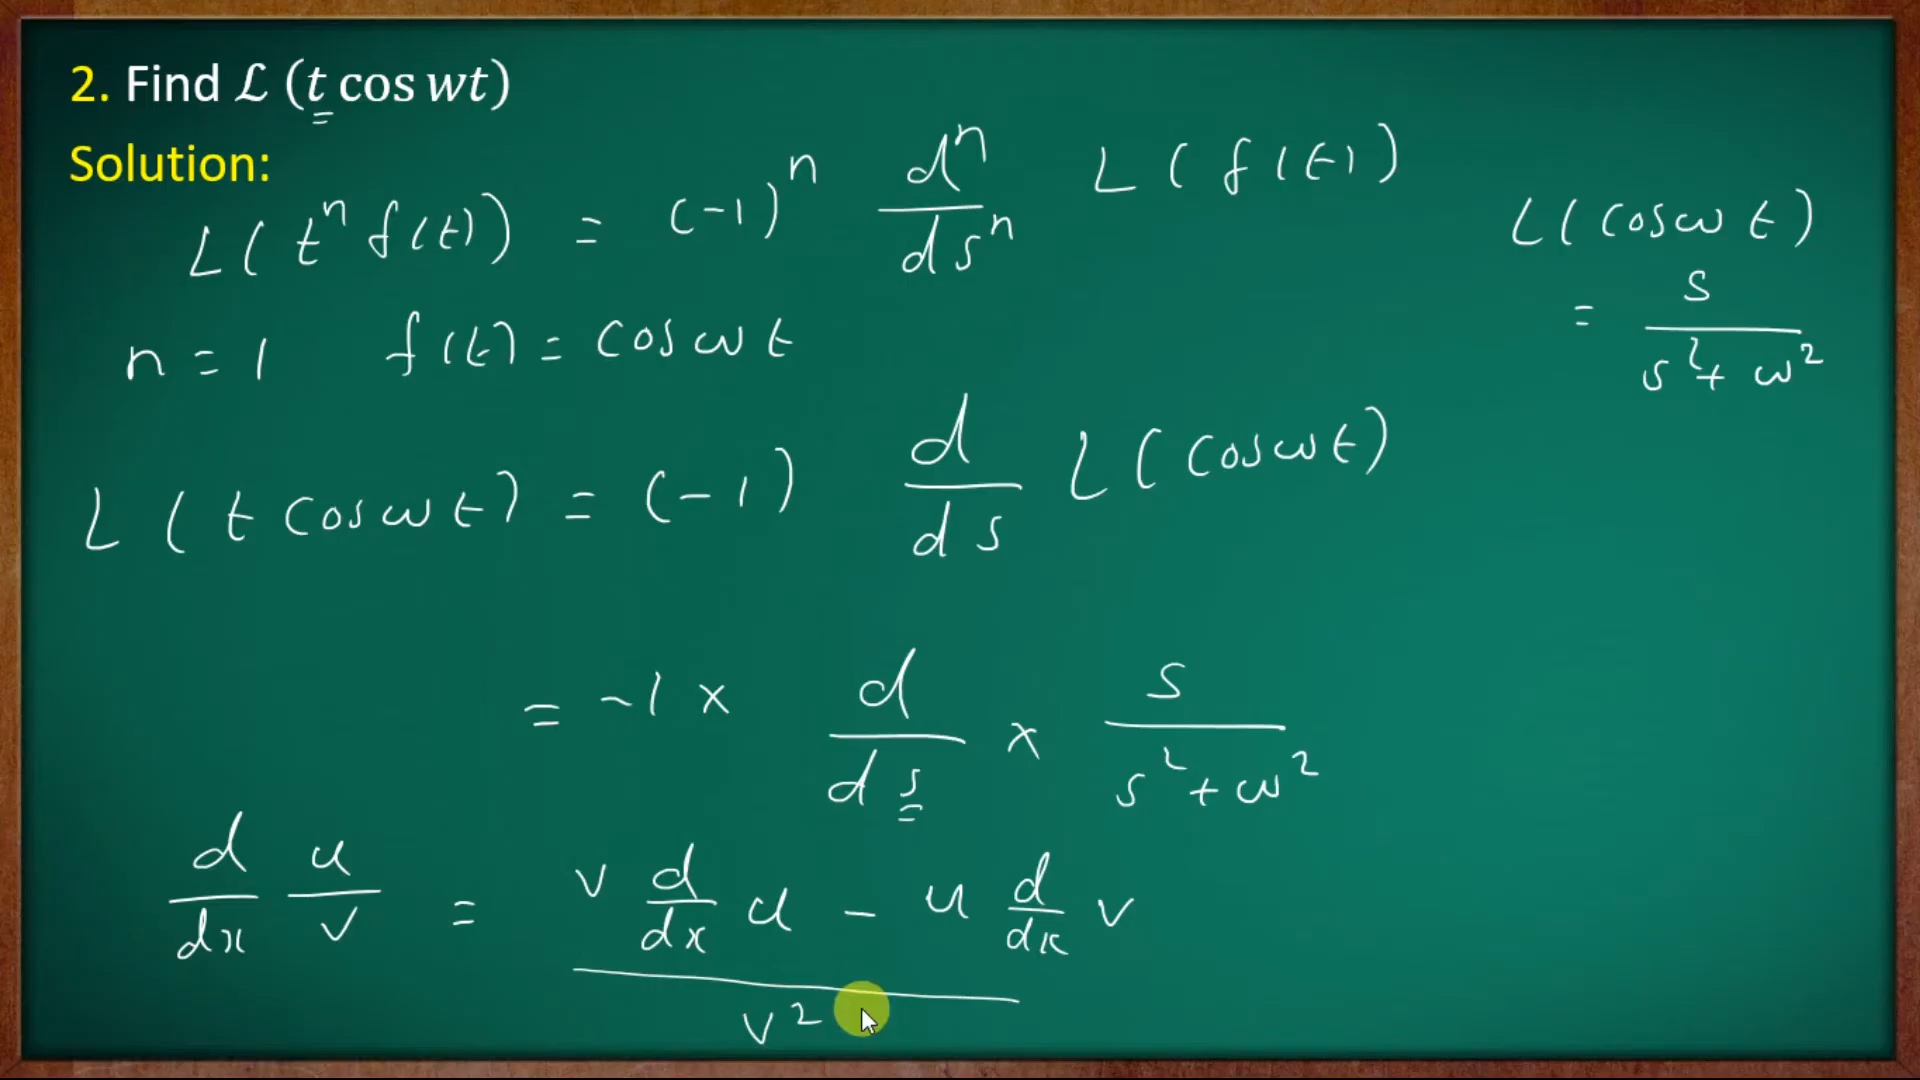 2. Find ℒ (t cos wt)
Solution:
L( tⁿ f(t)) = (-1)ⁿ dⁿ/dsⁿ L( f(t))
L( cos ω t)
= s/(s²+ω²)
n = 1 f(t) = cos ω t
L ( t cos ω t) = (-1) d/ds L( cos ω t)
= -1 × d/ds × s/(s²+ω²)
d/dx u/v = (v d/dx u - u d/dx v)/v²